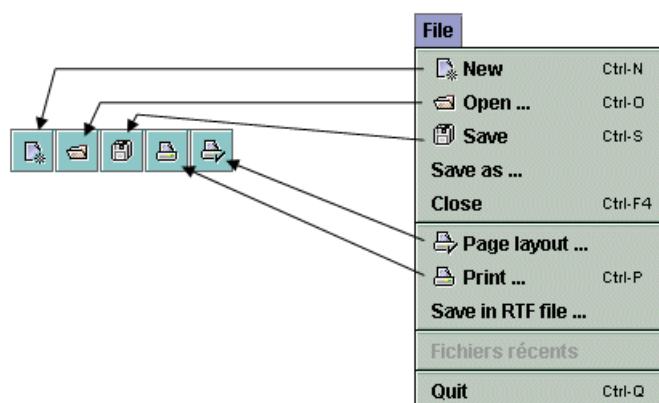 File
New Ctrl-N
Open ... Ctrl-O
Save Ctrl-S
Save as ...
Close Ctrl-F4
Page layout ...
Print ... Ctrl-P
Save in RTF file ...
Fichiers récents
Quit Ctrl-Q